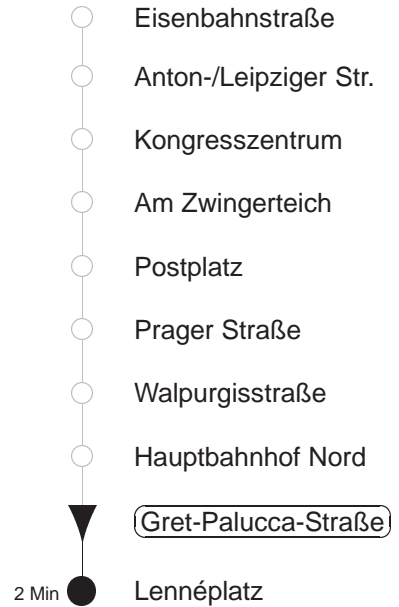 Eisenbahnstraße
Anton-/Leipziger Str.
Kongresszentrum
Am Zwingerteich
Postplatz
Prager Straße
Walpurgisstraße
Hauptbahnhof Nord
Gret-Palucca-Straße
2 Min Lennéplatz